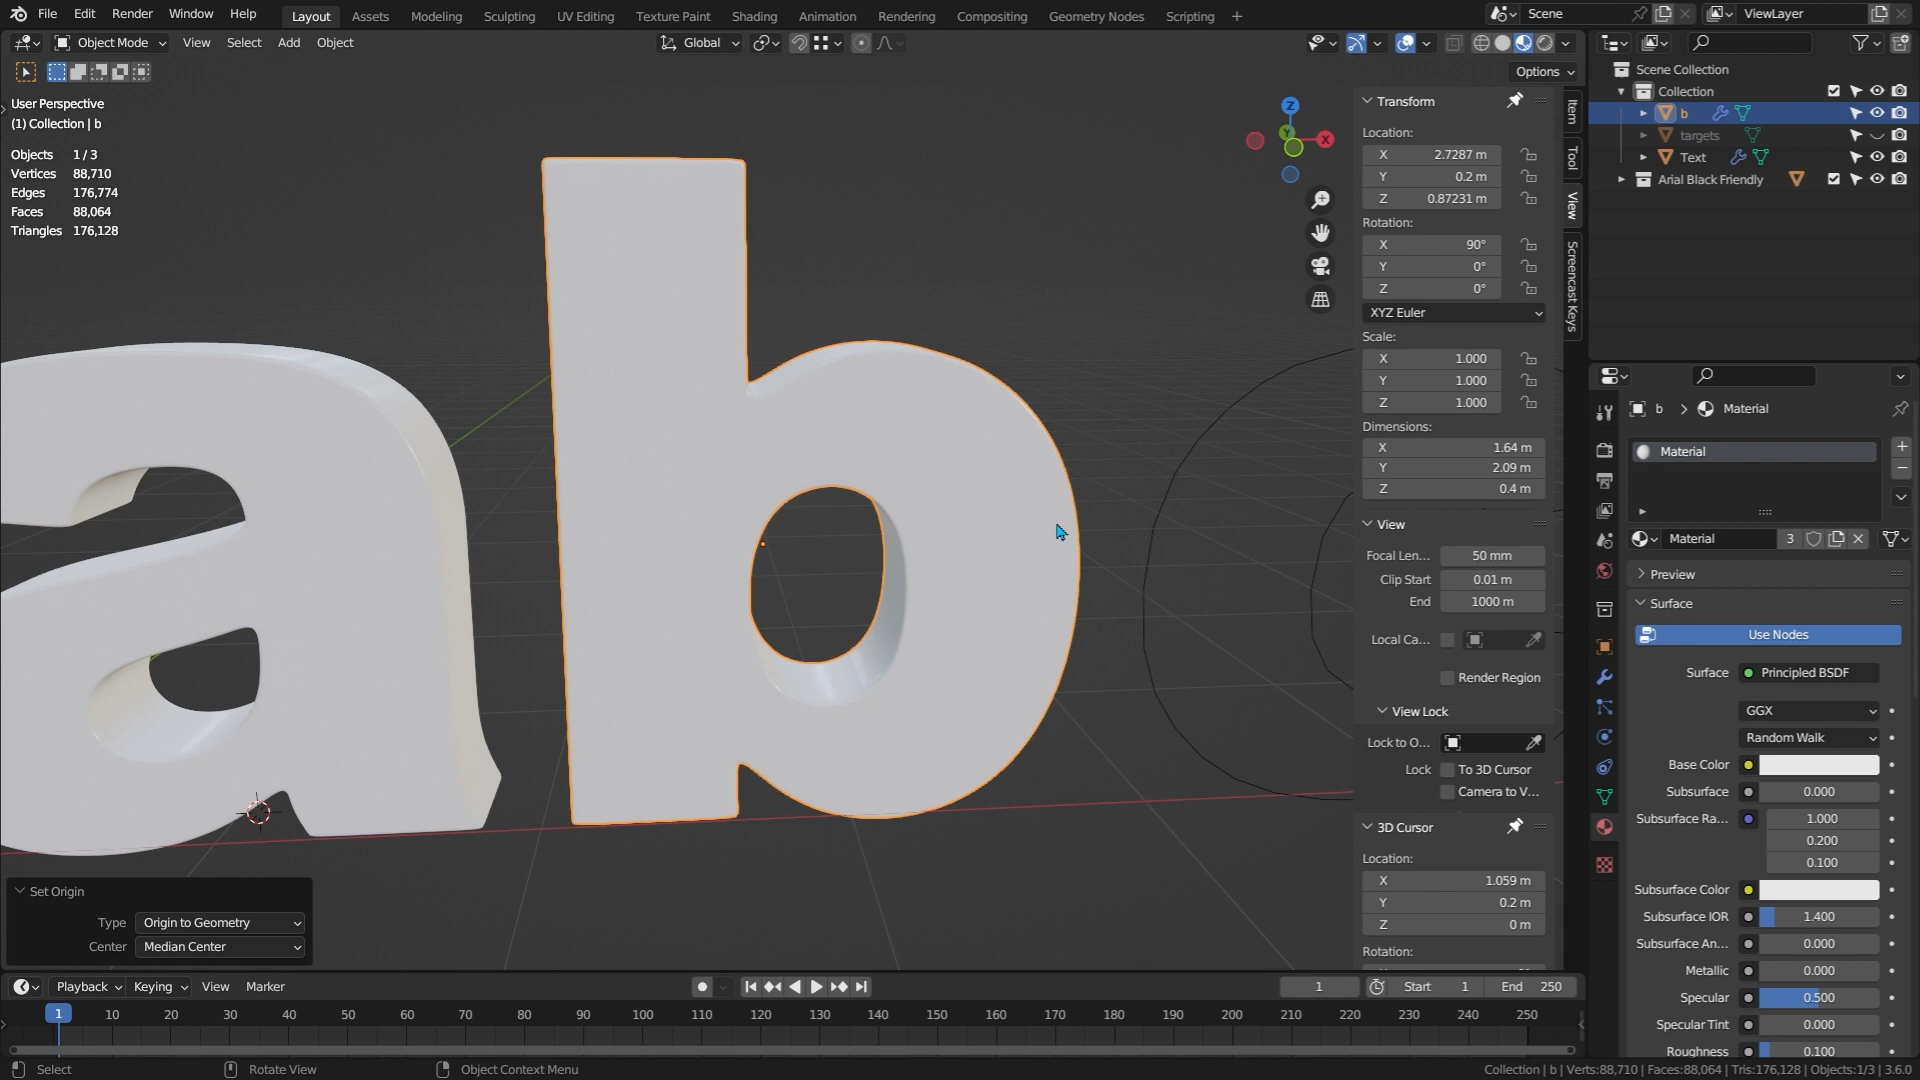 File Edit Render Window Help Layout Assets Modeling Sculpting UV Editing Texture Paint Shading Animation Rendering Compositing Geometry Nodes Scripting + Scene ViewLayer
Object Mode View Select Add Object Global
Options
User Perspective
(1) Collection | b
Objects 1 / 3
Vertices 88,710
Edges 176,774
Faces 88,064
Triangles 176,128
a b
Z X Y
Transform
Location:
X 2.7287 m
Y 0.2 m
Z 0.87231 m
Rotation:
X 90°
Y 0°
Z 0°
XYZ Euler
Scale:
X 1.000
Y 1.000
Z 1.000
Dimensions:
X 1.64 m
Y 2.09 m
Z 0.4 m
View
Focal Len... 50 mm
Clip Start 0.01 m
End 1000 m
Local Ca...
Render Region
View Lock
Lock to O...
Lock To 3D Cursor
Camera to V...
3D Cursor
Location:
X 1.059 m
Y 0.2 m
Z 0 m
Rotation:
Item
Tool
View
Screencast Keys
Scene Collection
Collection
b
targets
Text
Arial Black Friendly
b > Material
Material
Material 3
Preview
Surface
Use Nodes
Surface Principled BSDF
GGX
Random Walk
Base Color
Subsurface 0.000
Subsurface Ra... 1.000
0.200
0.100
Subsurface Color
Subsurface IOR 1.400
Subsurface An... 0.000
Metallic 0.000
Specular 0.500
Specular Tint 0.000
Roughness 0.100
Set Origin
Type Origin to Geometry
Center Median Center
Playback Keying View Marker 1 Start 1 End 250
1 10 20 30 40 50 60 70 80 90 100 110 120 130 140 150 160 170 180 190 200 210 220 230 240 250
Select Rotate View Object Context Menu Collection | b | Verts:88,710 | Faces:88,064 | Tris:176,128 | Objects:1/3 | 3.6.0